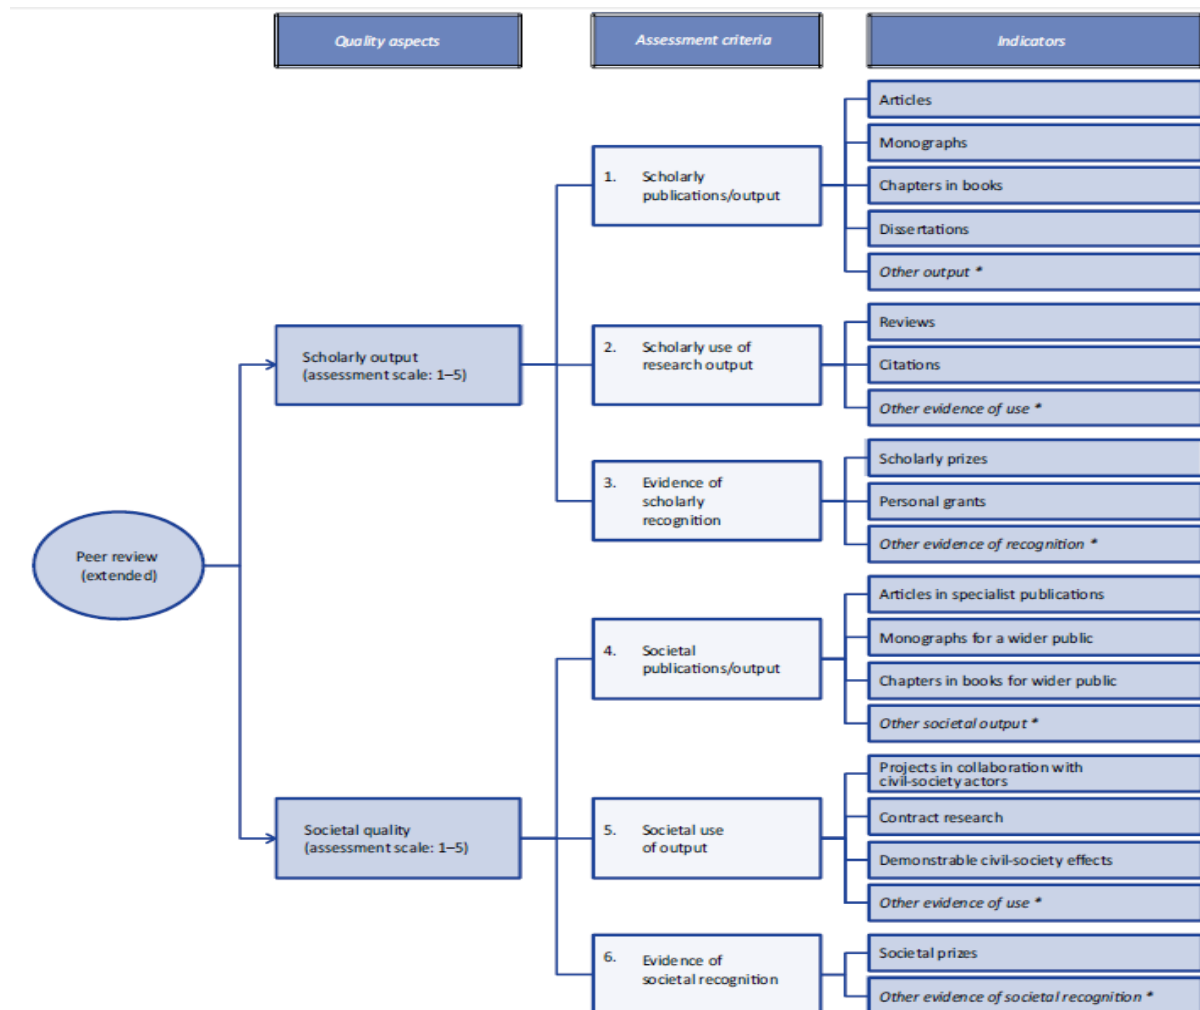 Quality aspects
Assessment criteria
Indicators
Peer review
(extended)
Scholarly output
(assessment scale: 1–5)
1. Scholarly
publications/output
Articles
Monographs
Chapters in books
Dissertations
Other output *
2. Scholarly use of
research output
Reviews
Citations
Other evidence of use *
3. Evidence of
scholarly
recognition
Scholarly prizes
Personal grants
Other evidence of recognition *
Societal quality
(assessment scale: 1–5)
4. Societal
publications/output
Articles in specialist publications
Monographs for a wider public
Chapters in books for wider public
Other societal output *
5. Societal use
of output
Projects in collaboration with
civil-society actors
Contract research
Demonstrable civil-society effects
Other evidence of use *
6. Evidence of
societal recognition
Societal prizes
Other evidence of societal recognition *